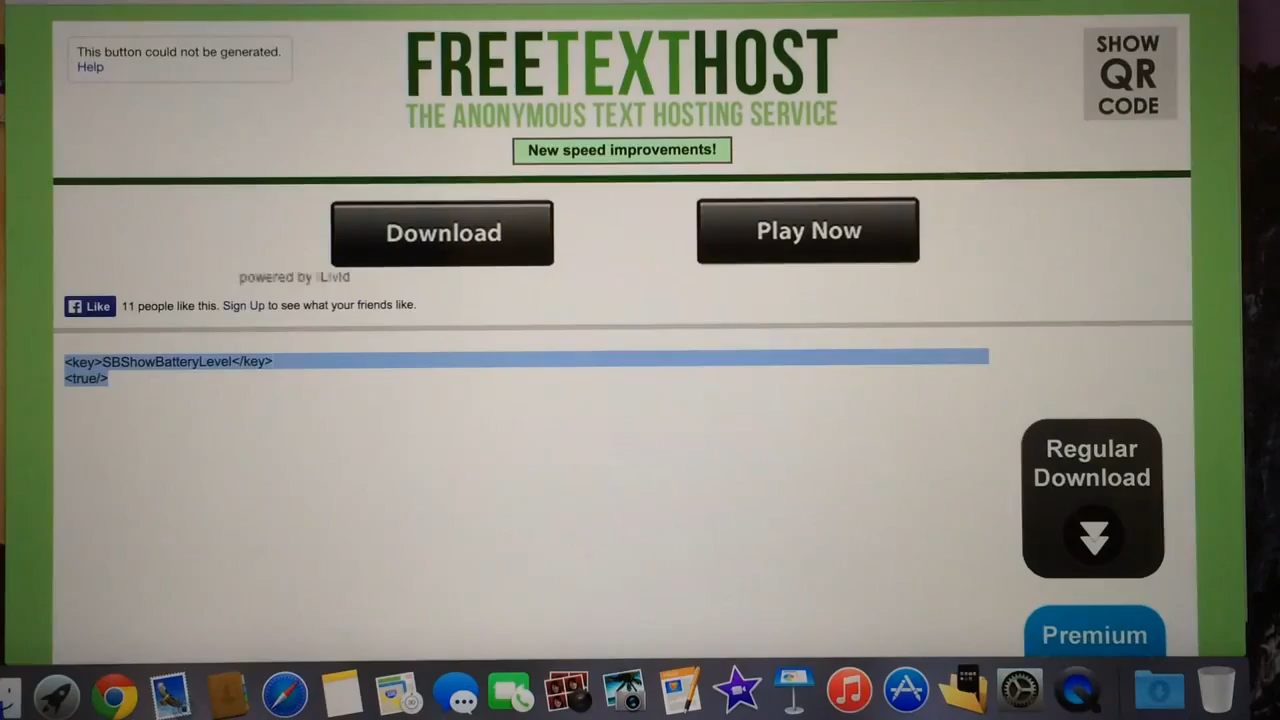 This button could not be generated.
Help
FREETEXTHOST
THE ANONYMOUS TEXT HOSTING SERVICE
New speed improvements!
SHOW
QR
CODE
Download
Play Now
powered by iLivid
Like
11 people like this. Sign Up to see what your friends like.
<key>SBShowBatteryLevel</key>
<true/>
Regular
Download
Premium